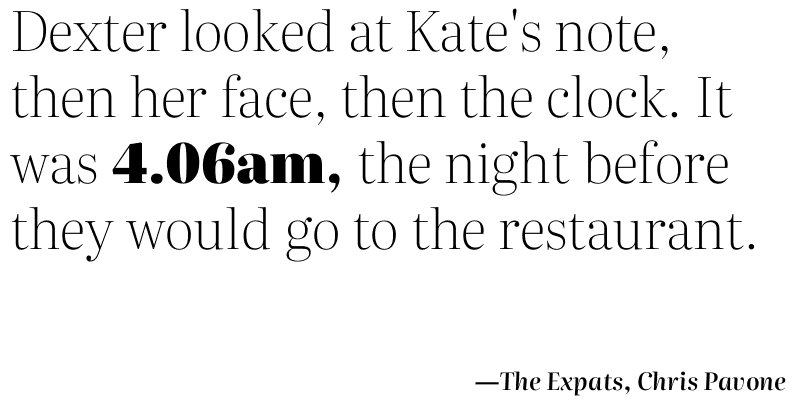 Dexter looked at Kate's note,
then her face, then the clock. It
was 4.06am, the night before
they would go to the restaurant.
—The Expats, Chris Pavone